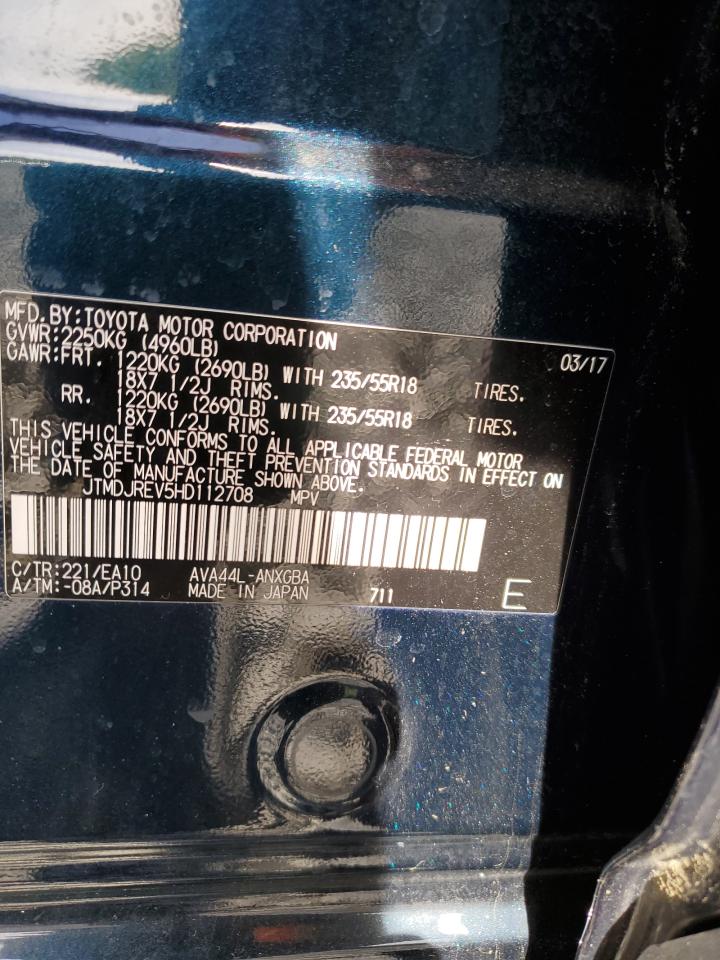 MFD.BY:TOYOTA MOTOR CORPORATION 03/17
GVWR:2250KG (4960LB)
GAWR:FRT. 1220KG (2690LB) WITH 235/55R18 TIRES.
18X7 1/2J RIMS.
RR. 1220KG (2690LB) WITH 235/55R18 TIRES.
18X7 1/2J RIMS.
THIS VEHICLE CONFORMS TO ALL APPLICABLE FEDERAL MOTOR
VEHICLE SAFETY AND THEFT PREVENTION STANDARDS IN EFFECT ON
THE DATE OF MANUFACTURE SHOWN ABOVE.
JTMDJREV5HD112708 MPV
C/TR:221/EA10 AVA44L-ANXGBA
A/TM:-08A/P314 MADE IN JAPAN 711 E